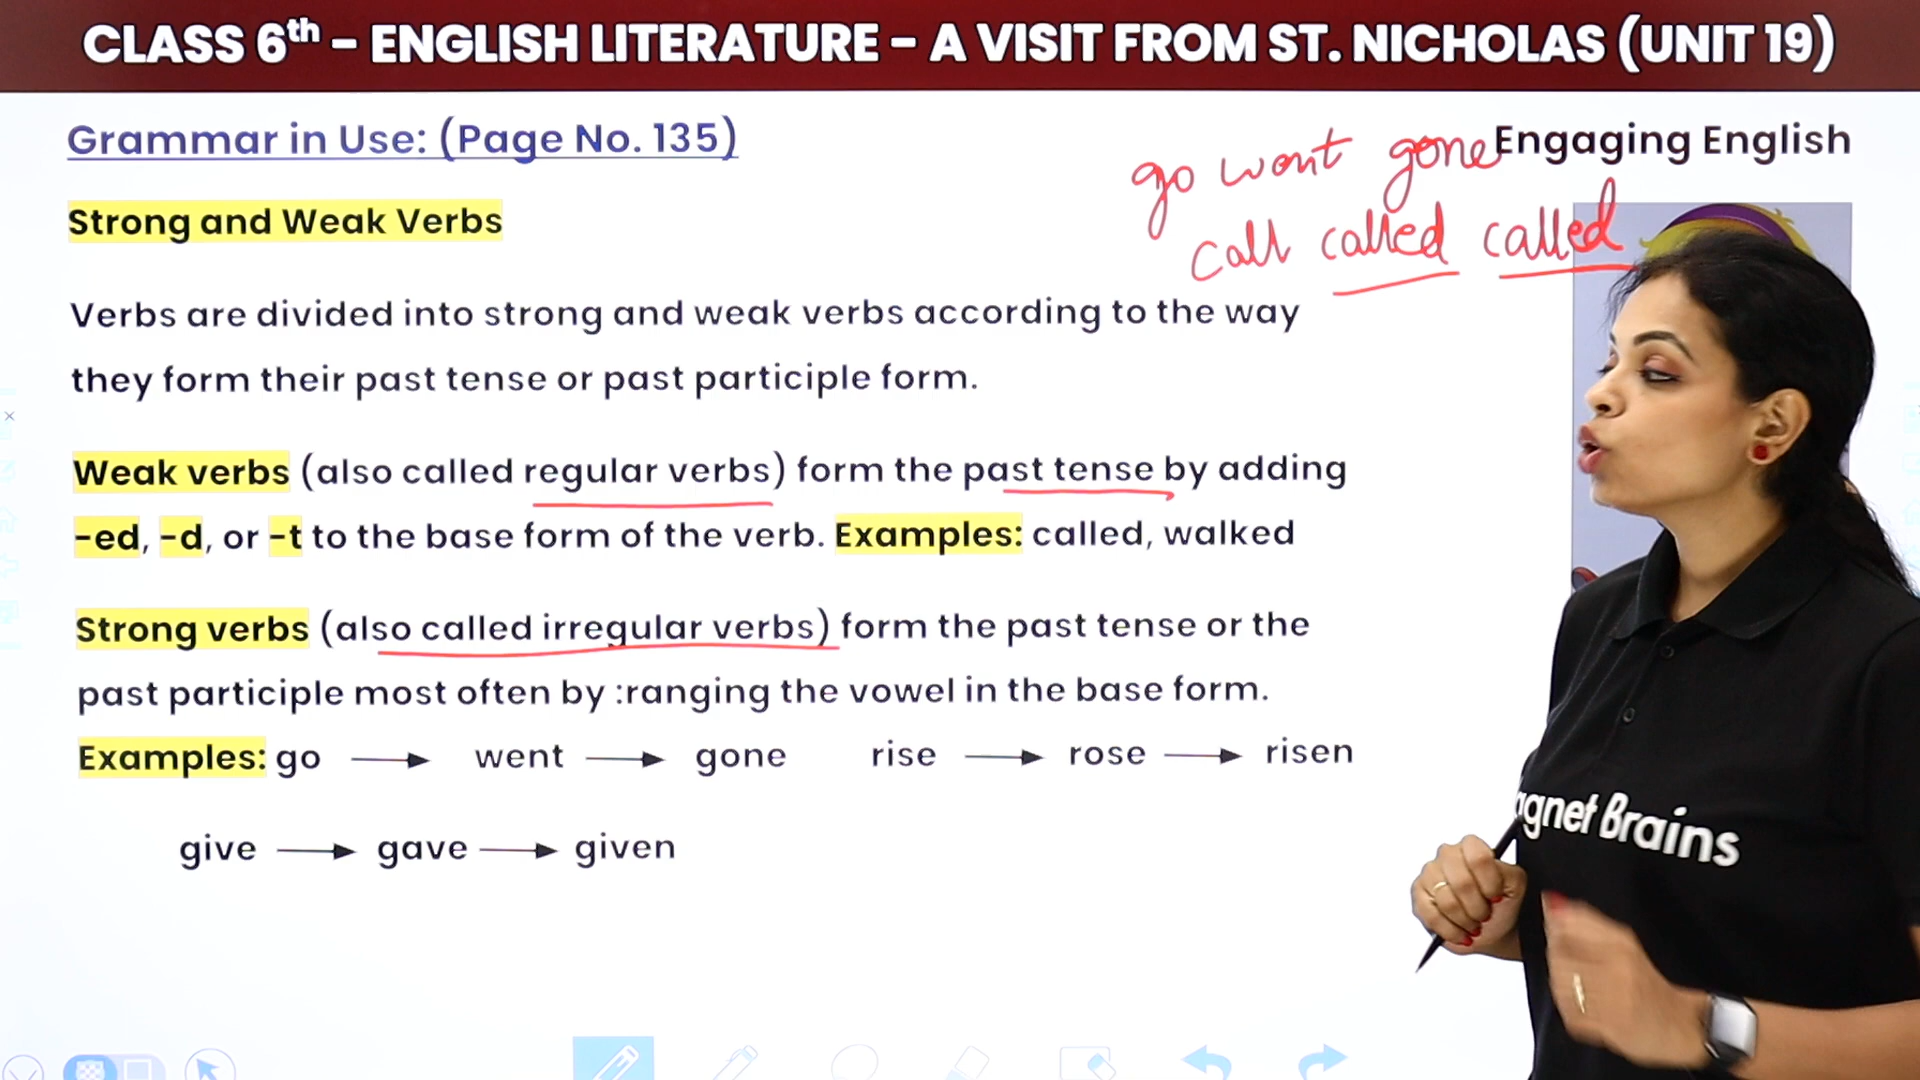 CLASS 6th – ENGLISH LITERATURE – A VISIT FROM ST. NICHOLAS (UNIT 19)
Grammar in Use: (Page No. 135)
Engaging English
go went gone
call called called
Strong and Weak Verbs
Verbs are divided into strong and weak verbs according to the way
they form their past tense or past participle form.
Weak verbs (also called regular verbs) form the past tense by adding
-ed, -d, or -t to the base form of the verb. Examples: called, walked
Strong verbs (also called irregular verbs) form the past tense or the
past participle most often by :ranging the vowel in the base form.
Examples: go → went → gone rise → rose → risen
give → gave → given
agnet Brains